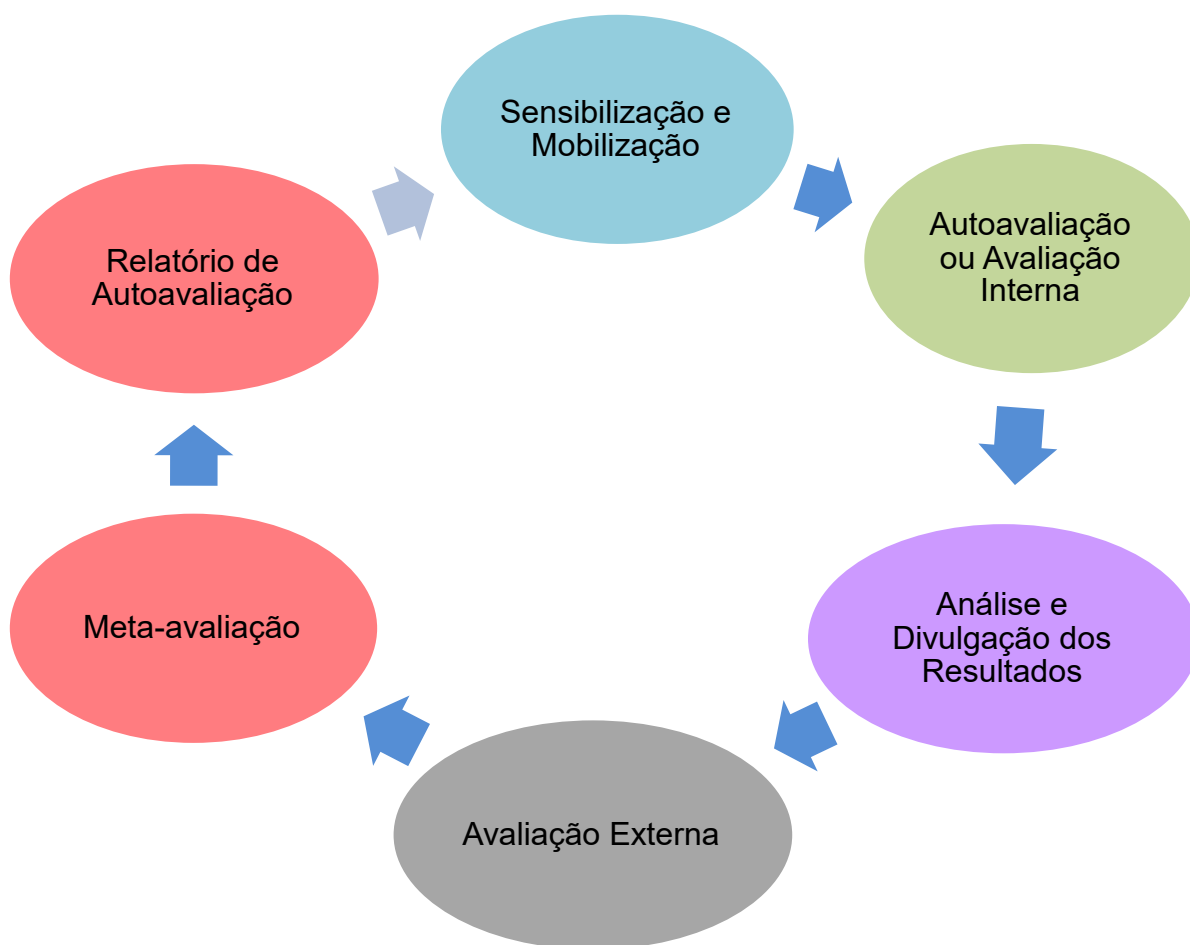 Sensibilização e
Mobilização
Autoavaliação
ou Avaliação
Interna
Análise e
Divulgação dos
Resultados
Avaliação Externa
Meta-avaliação
Relatório de
Autoavaliação